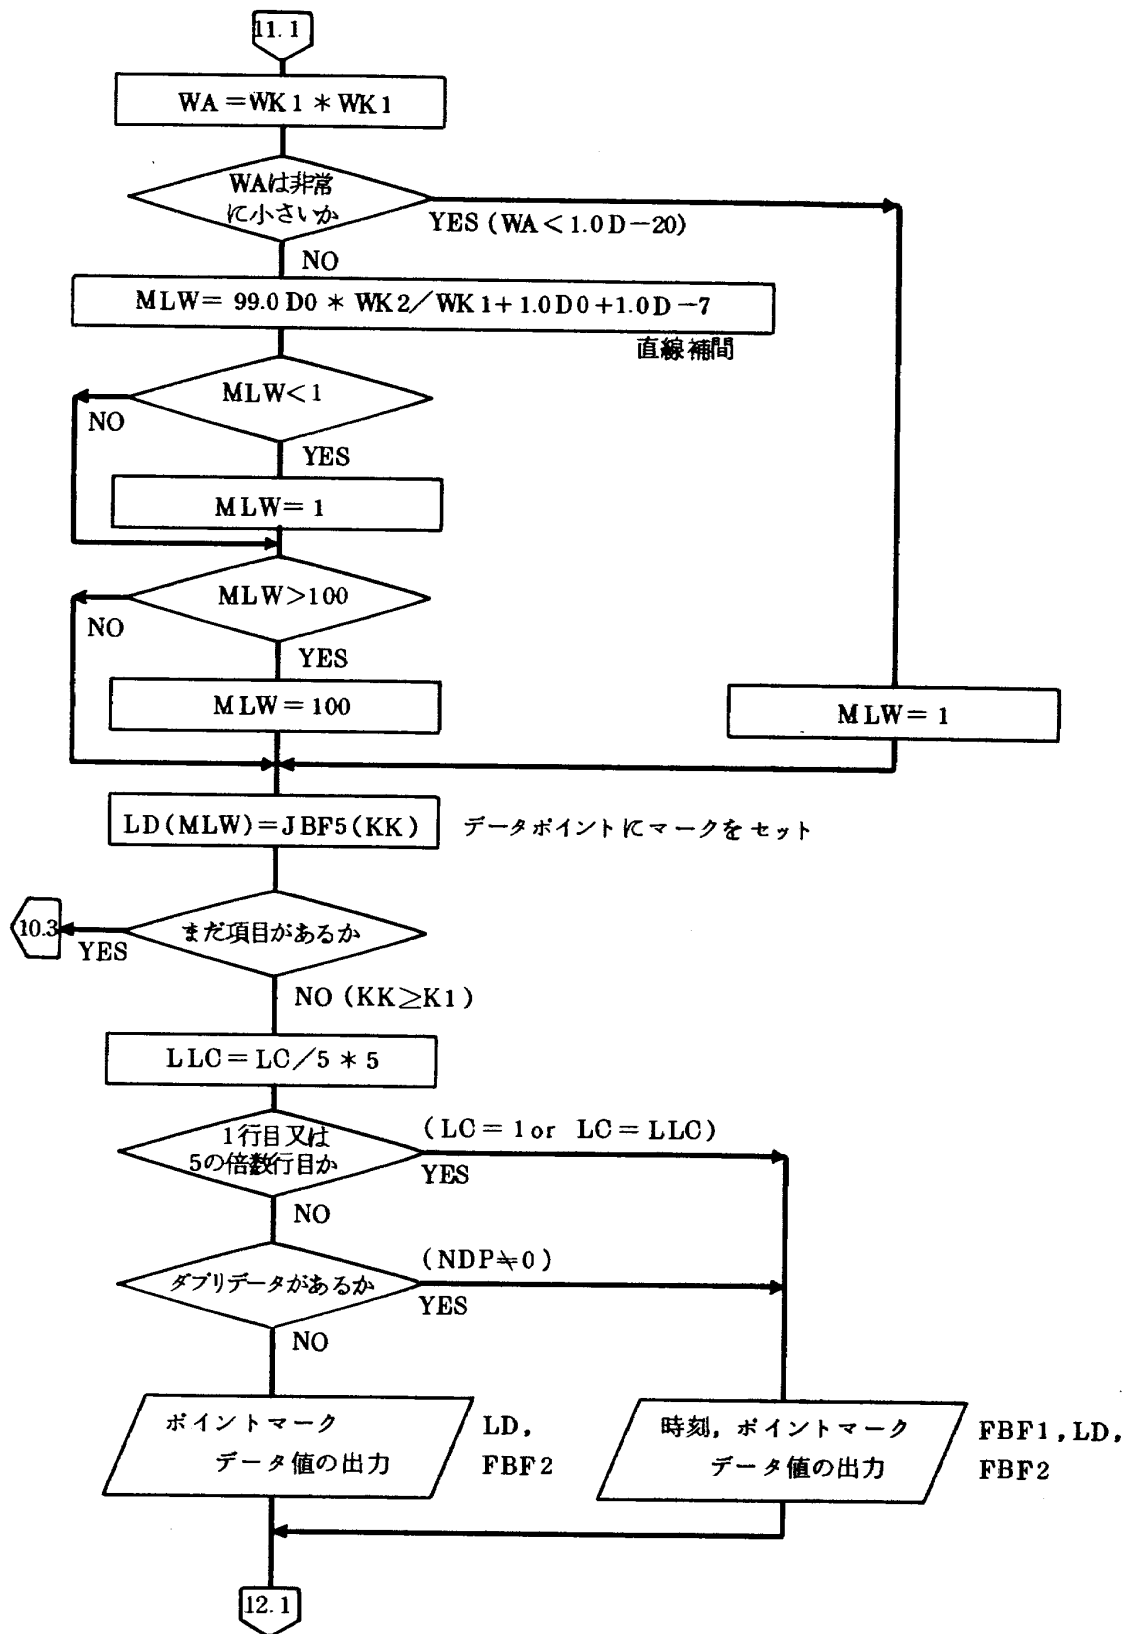 11.1
WA=WK1*WK1
WAは非常
に小さいか
YES(WA<1.0D-20)
NO
MLW=99.0D0*WK2/WK1+1.0D0+1.0D-7
直線補間
MLW<1
NO
YES
MLW=1
MLW>100
NO
YES
MLW=100
MLW=1
LD(MLW)=JBF5(KK)
データポイントにマークをセット
まだ項目があるか
10.3
YES
NO(KK≥K1)
LLC=LC/5*5
1行目又は
5の倍数行目か
(LC=1or LC=LLC)
YES
NO
ダブリデータがあるか
(NDP≠0)
YES
NO
ポイントマーク
データ値の出力
LD,
FBF2
時刻,ポイントマーク
データ値の出力
FBF1,LD,
FBF2
12.1